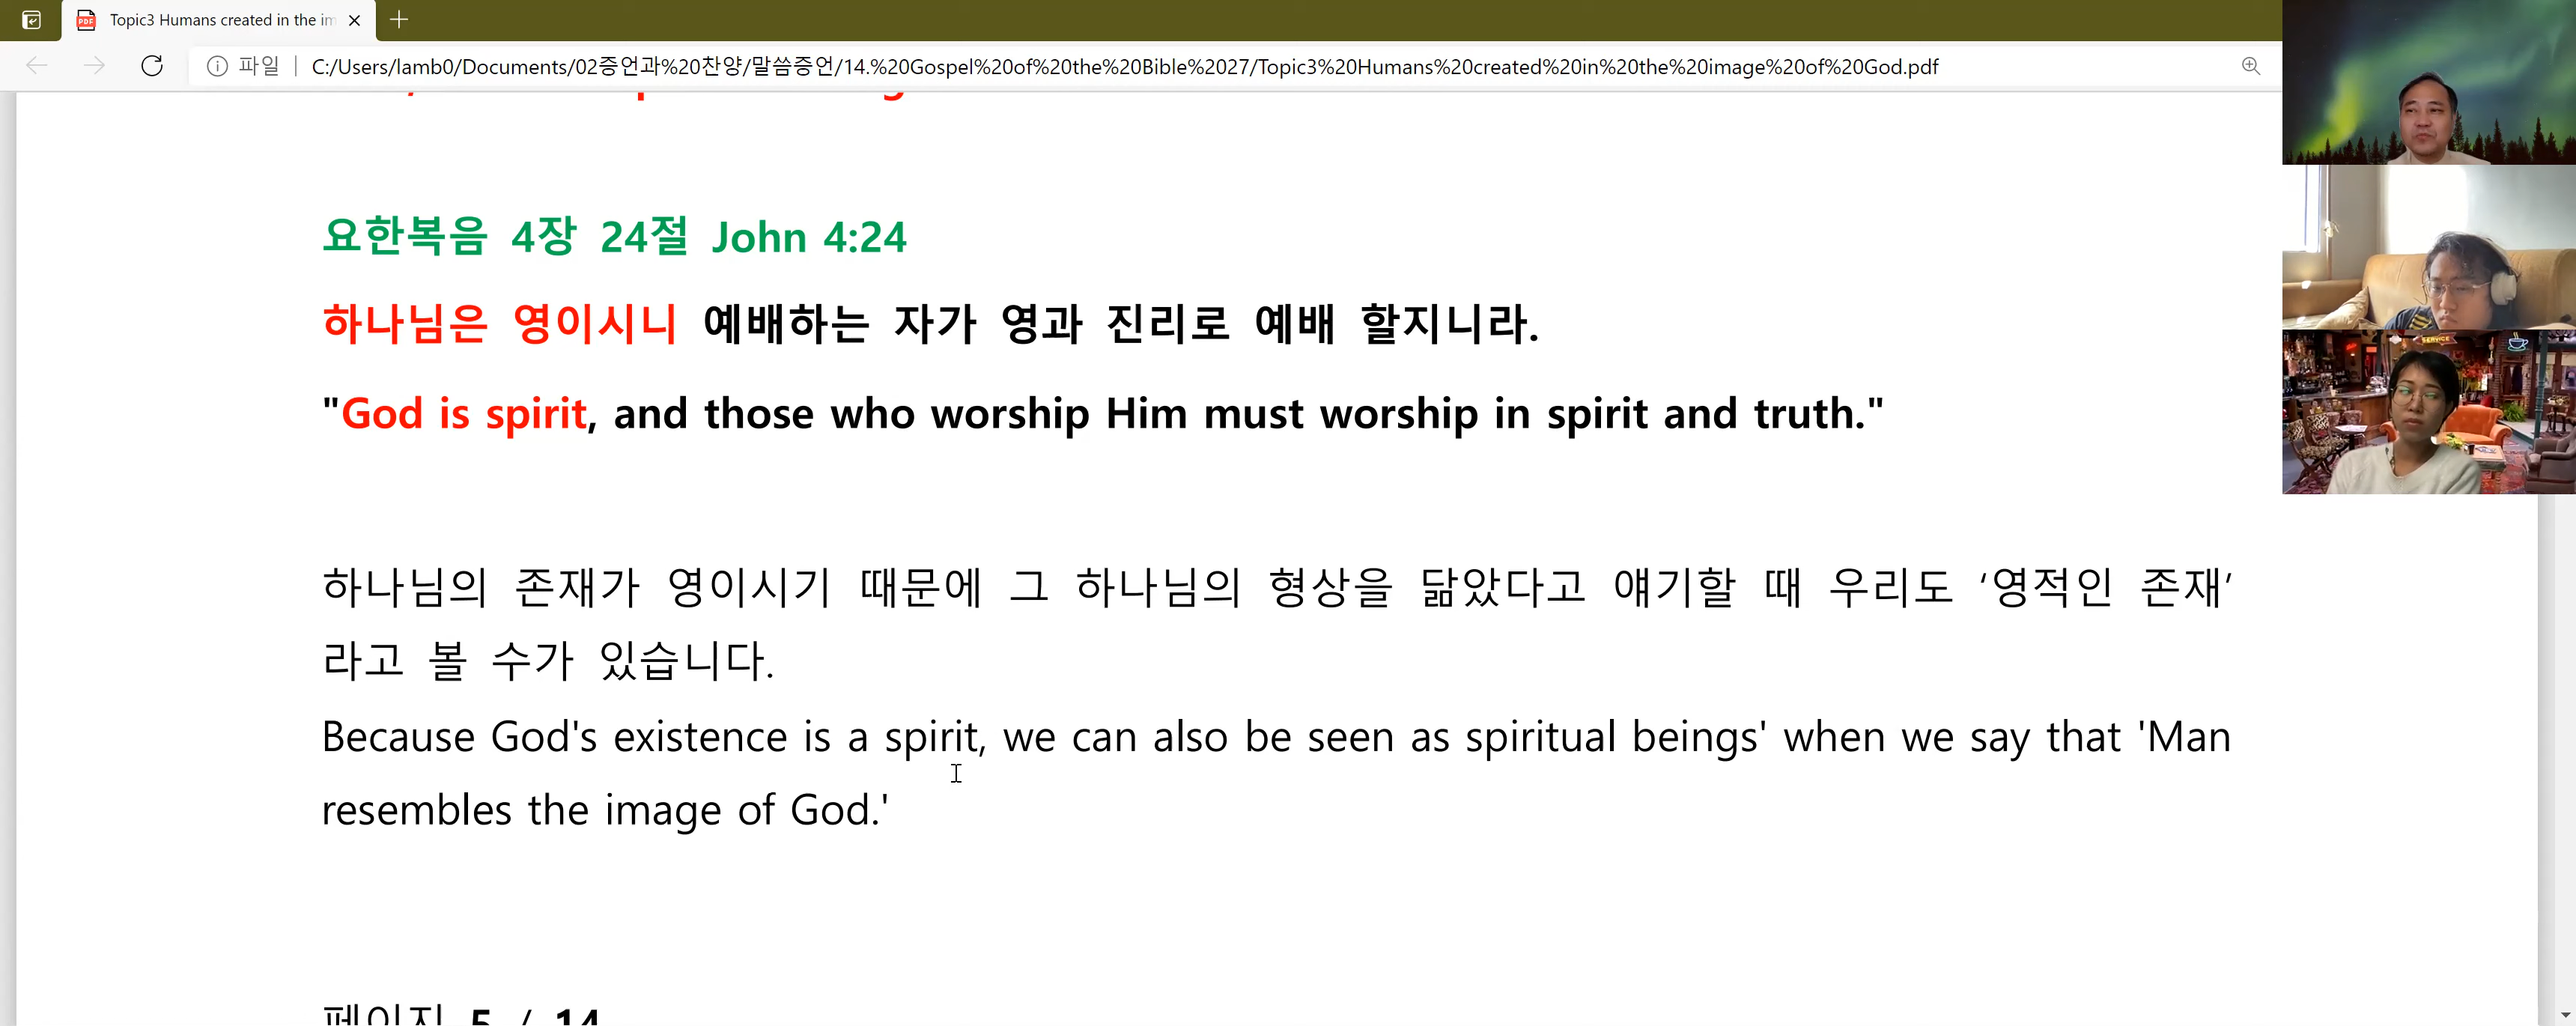 Topic3 Humans created in the im
파일
C:/Users/lamb0/Documents/02증언과%20찬양/말씀증언/14.%20Gospel%20of%20the%20Bible%2027/Topic3%20Humans%20created%20in%20the%20image%20of%20God.pdf
요한복음 4장 24절 John 4:24
하나님은 영이시니 예배하는 자가 영과 진리로 예배 할지니라.
"God is spirit, and those who worship Him must worship in spirit and truth."
하나님의 존재가 영이시기 때문에 그 하나님의 형상을 닮았다고 얘기할 때 우리도 ‘영적인 존재’
라고 볼 수가 있습니다.
Because God's existence is a spirit, we can also be seen as spiritual beings' when we say that 'Man
resembles the image of God.'
페이지 5 / 14
SERVICE